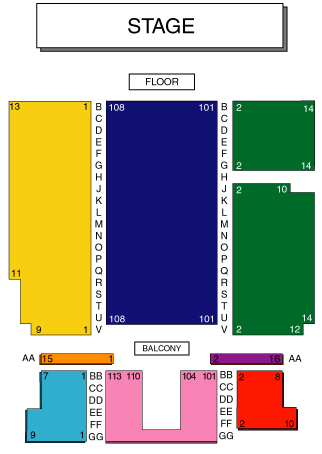 STAGE
FLOOR
13 1 B 108 101 B 2 14
C C
D D
E E
F F
G G 2 14
H H
J J 2 10
K K
L L
M M
N N
O O
P P
11 Q Q
R R
S S
T T
U 108 101 U 14
9 1 V V 2 12
BALCONY
AA 15 1 2 16 AA
7 1 BB 113 110 104 101 BB 2 8
CC CC
DD DD
EE EE
FF FF 2 10
9 1 GG GG